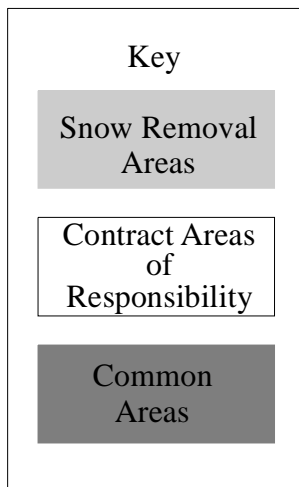 Key
Snow Removal
Areas
Contract Areas
of
Responsibility
Common
Areas